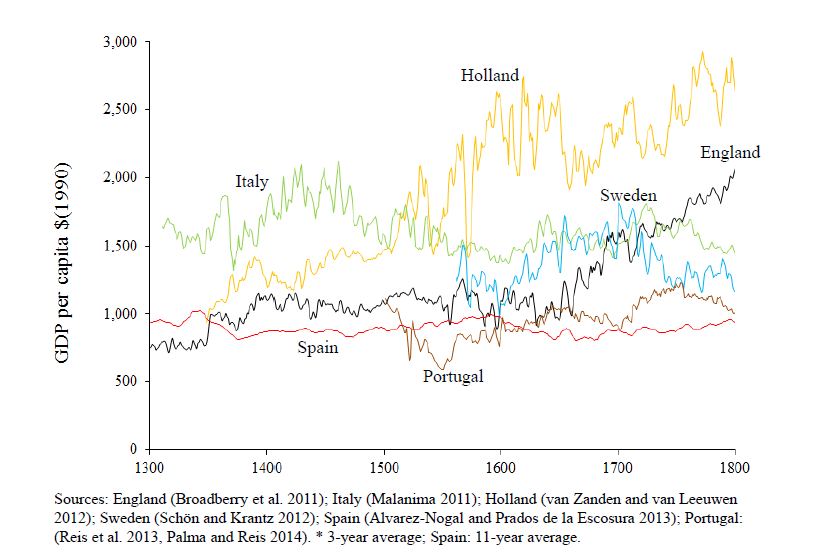 3,000
Holland
2,500
England
GDP per capita $(1990)
2,000
Italy
Sweden
1,500
1,000
Spain
Portugal
500
0
1300 1400 1500 1600 1700 1800
Sources: England (Broadberry et al. 2011); Italy (Malanima 2011); Holland (van Zanden and van Leeuwen
2012); Sweden (Schön and Krantz 2012); Spain (Alvarez-Nogal and Prados de la Escosura 2013); Portugal:
(Reis et al. 2013, Palma and Reis 2014). * 3-year average; Spain: 11-year average.